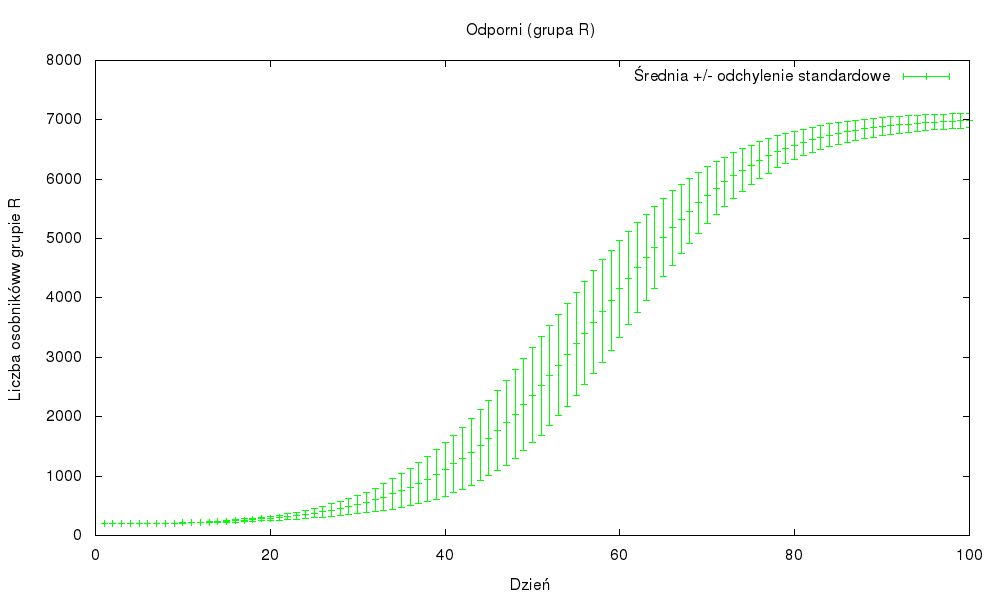 Odporni (grupa R)
Średnia +/- odchylenie standardowe
8000
7000
6000
5000
4000
3000
2000
1000
0
Liczba osobnikóww grupie R
0 20 40 60 80 100
Dzień